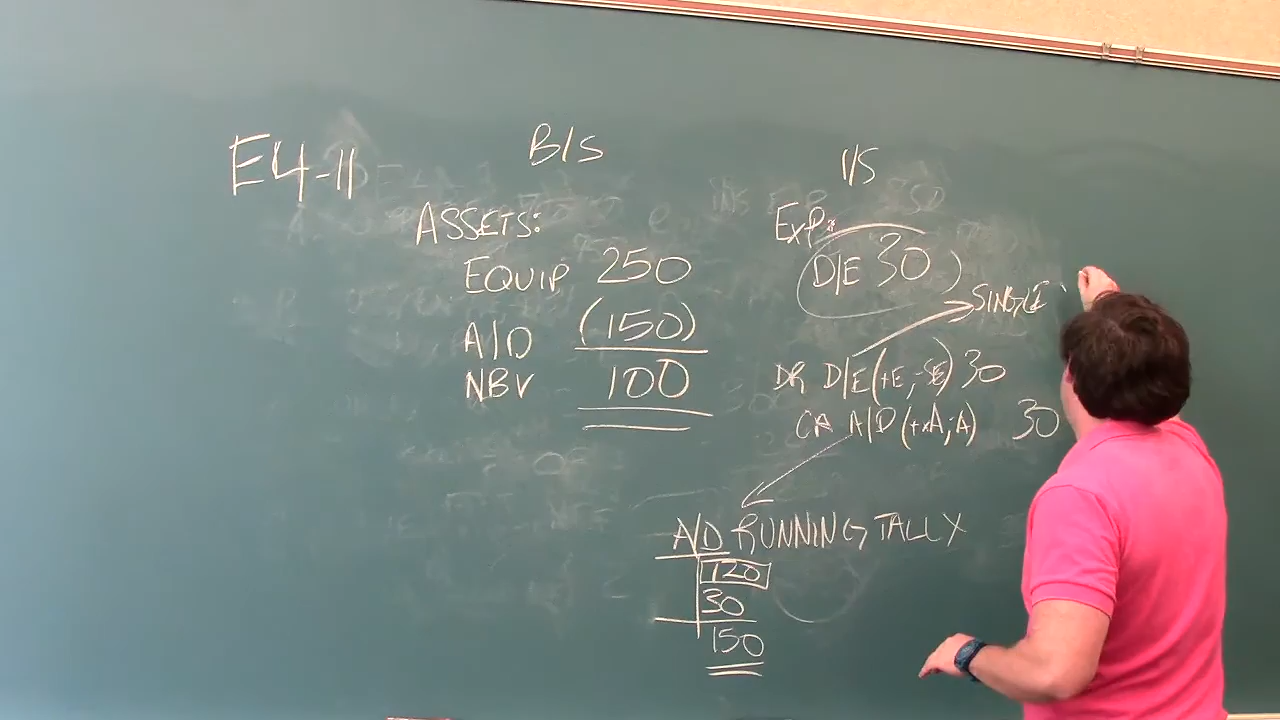 E4-11
B/S
ASSETS:
EQUIP 250
A/D (150)
NBV 100
I/S
Exp:
D/E 30
SINGLE
DR D/E (+E, -SE) 30
CR A/D (+xA, -A) 30
A/D RUNNING TALLY
120
30
150